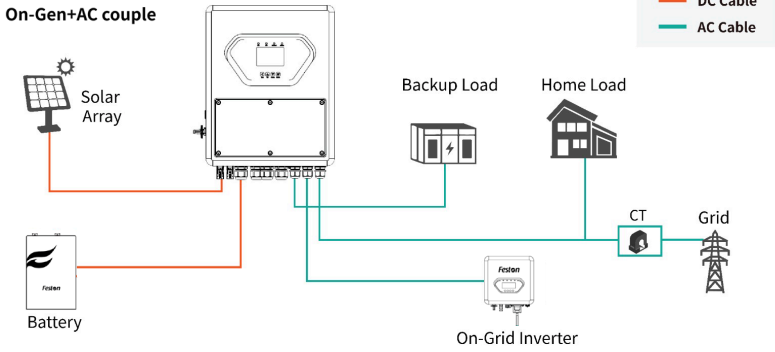 On-Gen+AC couple
DC Cable
AC Cable
Solar
Array
Backup Load
Home Load
CT
Grid
Feston
Battery
Feston
On-Grid Inverter